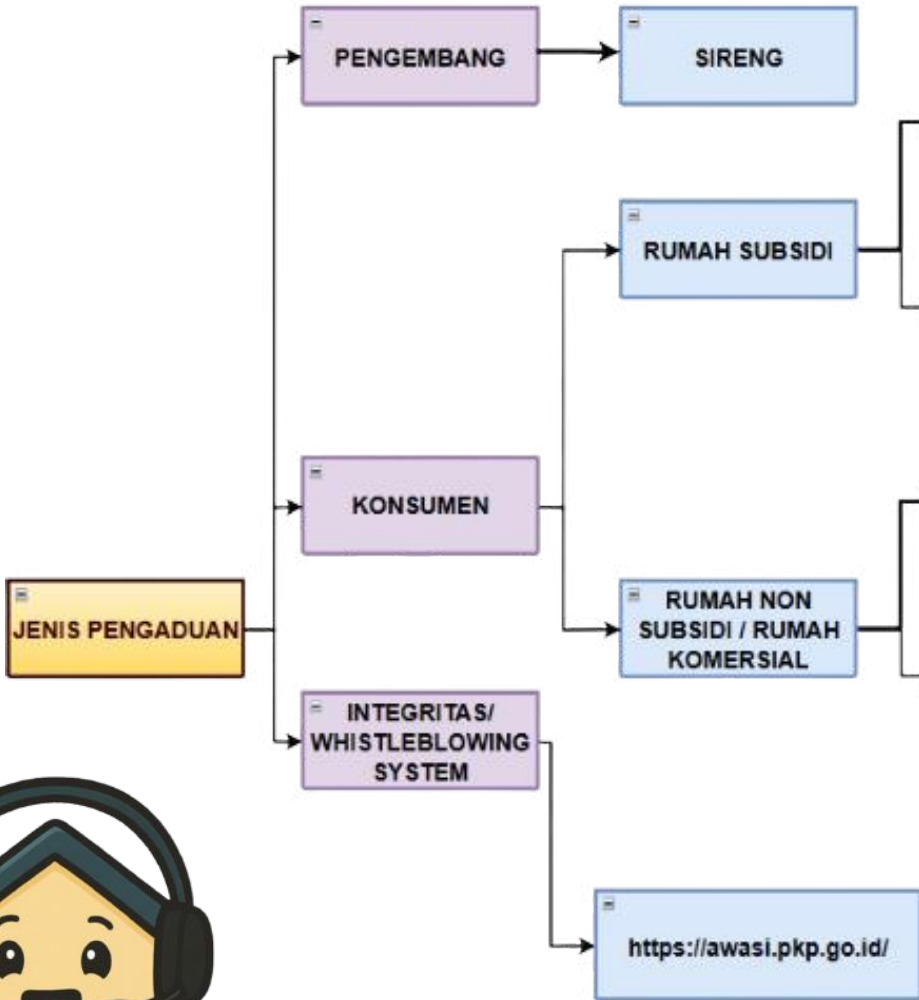 PENGEMBANG
SIRENG
RUMAH SUBSIDI
KONSUMEN
JENIS PENGADUAN
RUMAH NON
SUBSIDI / RUMAH
KOMERSIAL
INTEGRITAS/
WHISTLEBLOWING
SYSTEM
https://awasi.pkp.go.id/